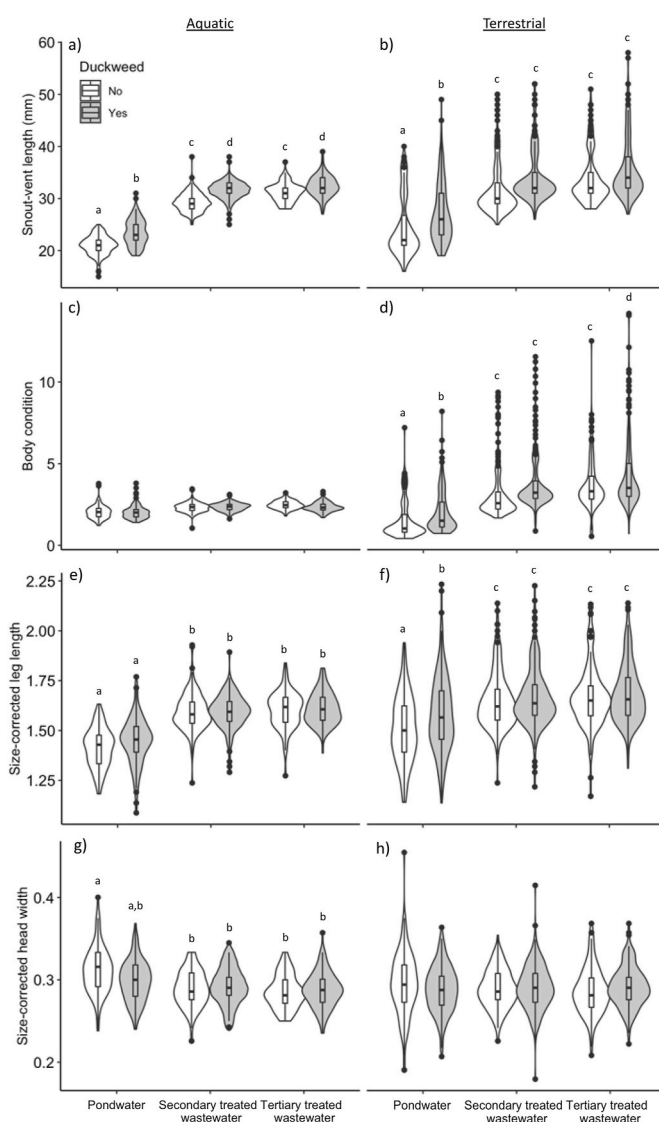 Aquatic Terrestrial
a) b)
Duckweed
No
Yes
Snout-vent length (mm)
60
50
40
30
20
a b c d c d
a b c c c c
c) d)
Body condition
10
5
0
a b c c c d
e) f)
Size-corrected leg length
2.25
2.00
1.75
1.50
1.25
a a b b b b
a b c c c c
g) h)
Size-corrected head width
0.4
0.3
0.2
a a,b b b b b
Pondwater Secondary treated wastewater Tertiary treated wastewater
Pondwater Secondary treated wastewater Tertiary treated wastewater